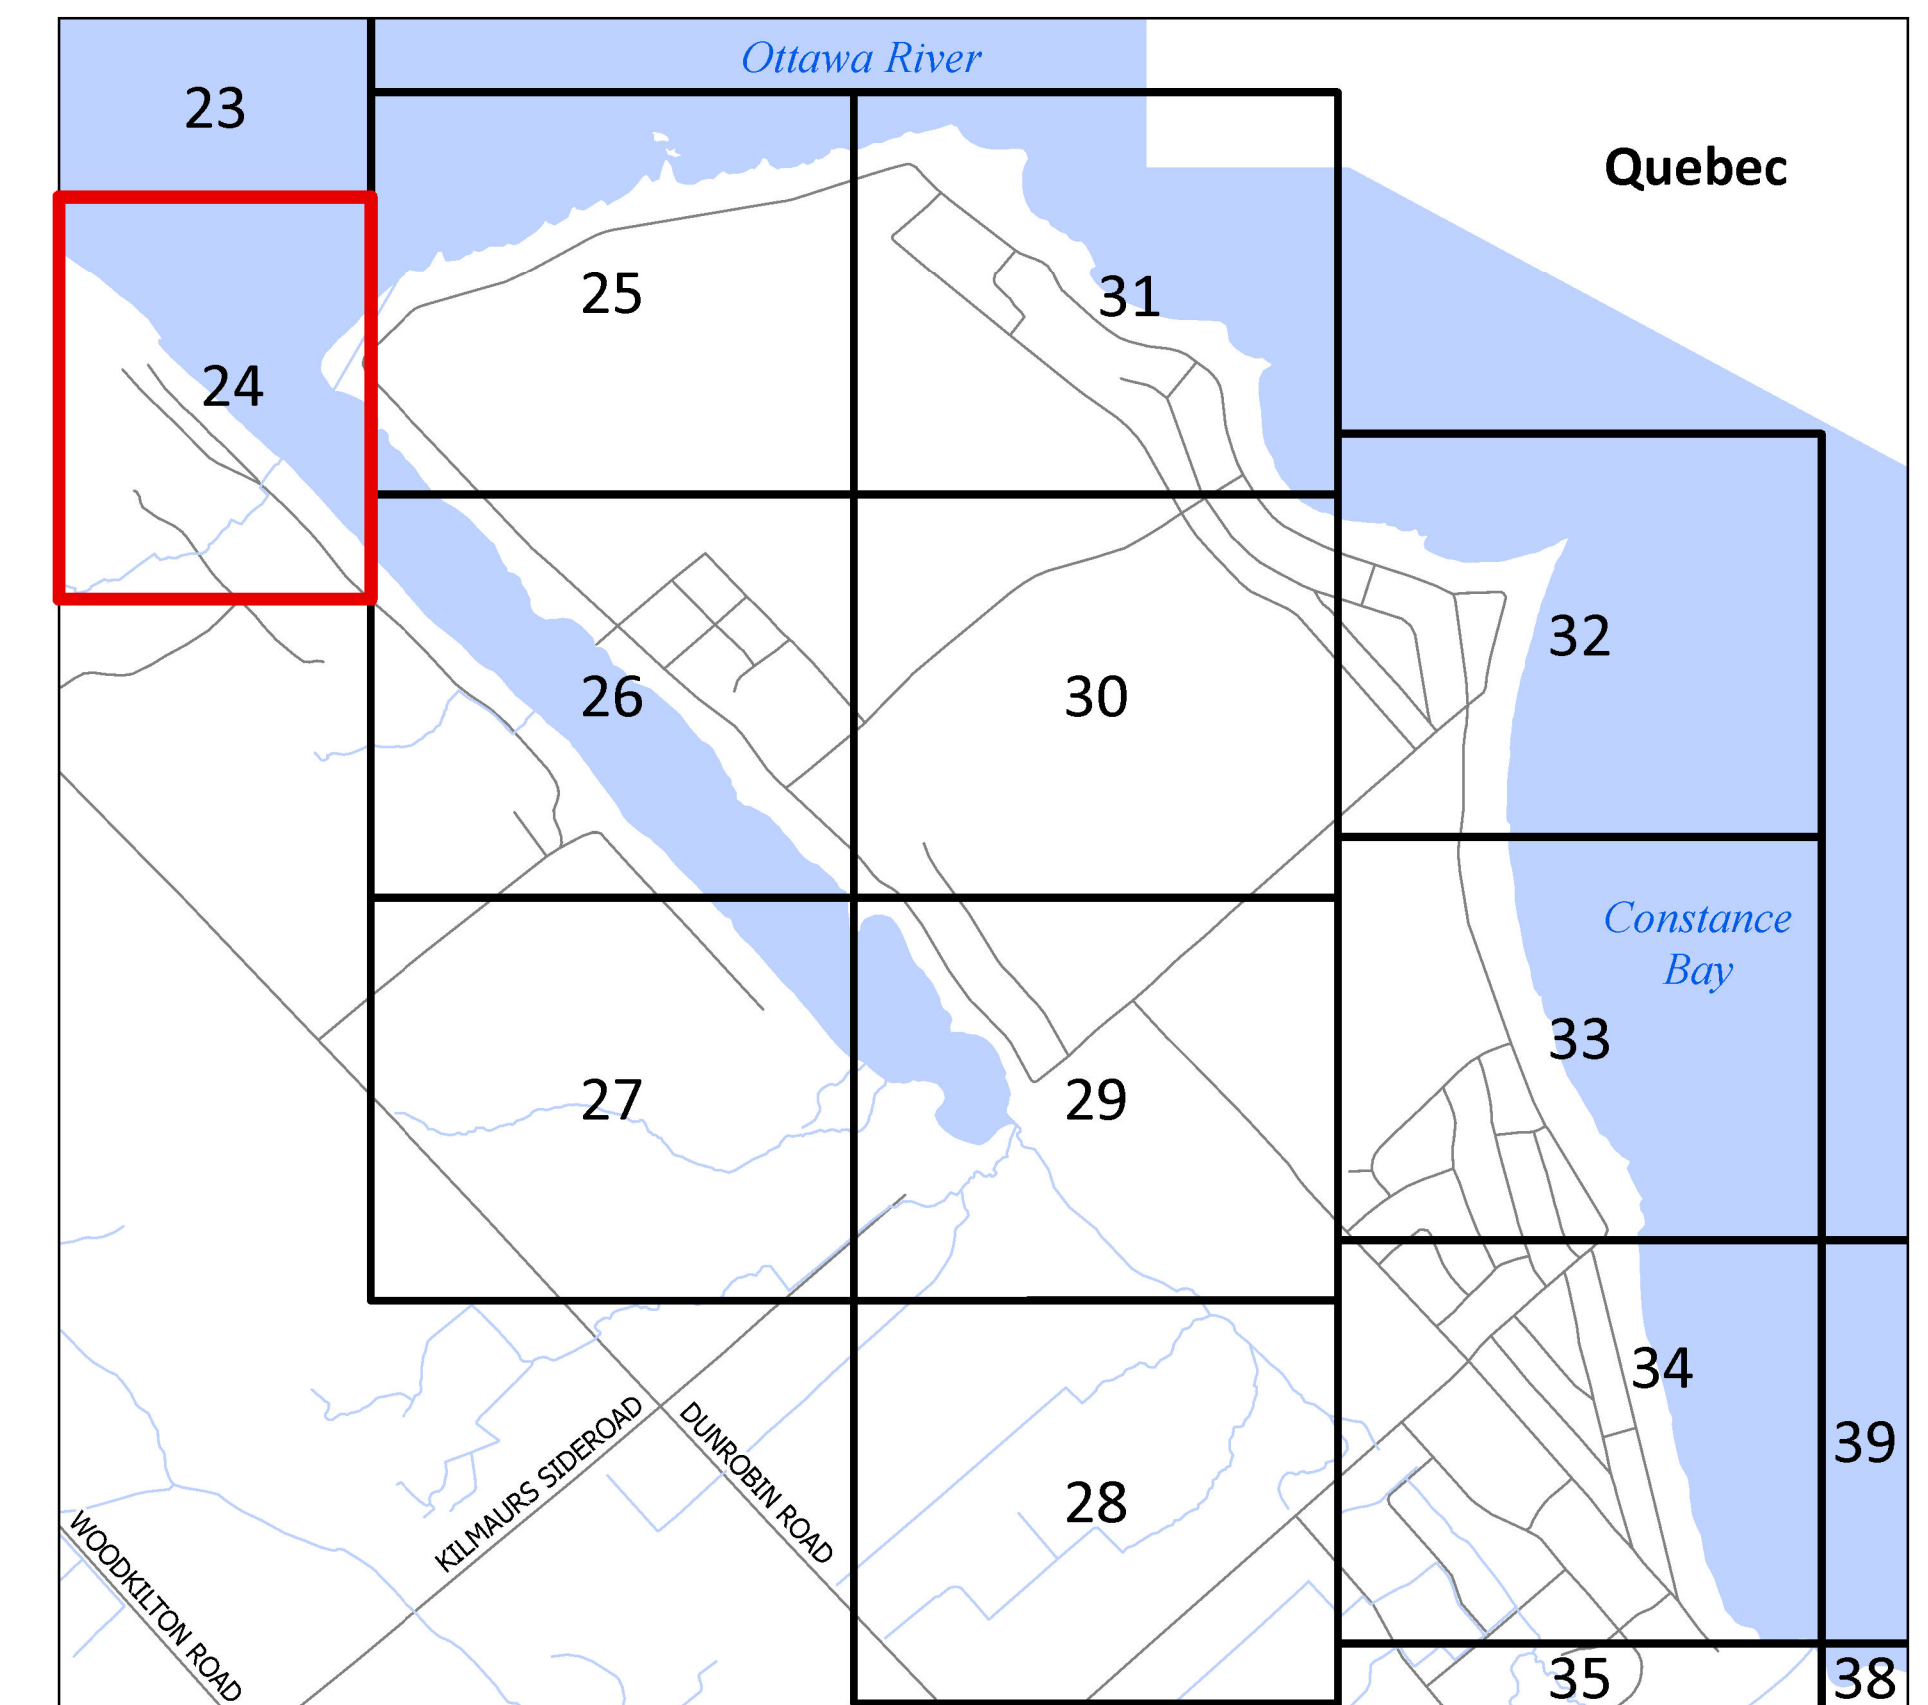 Ottawa River
23
Quebec
25
31
24
32
26
30
Constance
Bay
33
27
29
34
KILMAURS SIDEROAD
DUNROBIN ROAD
39
28
WOODKILTON ROAD
35
38